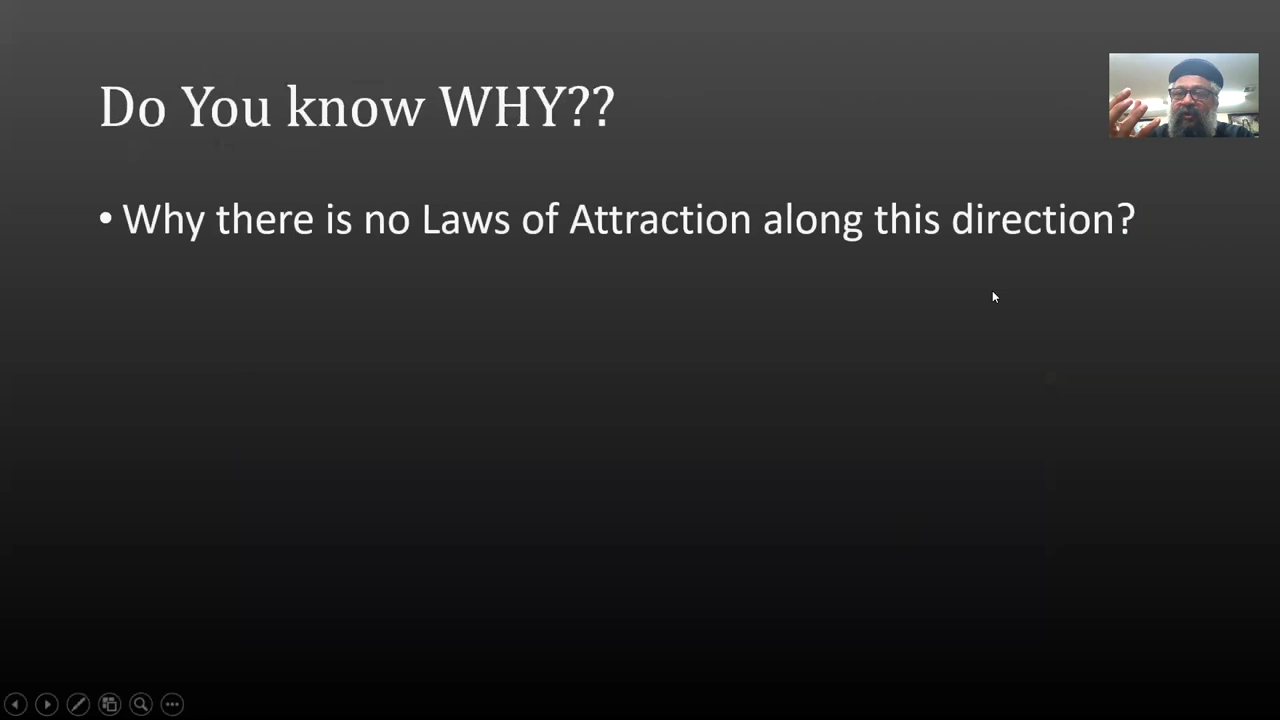 Do You know WHY??
• Why there is no Laws of Attraction along this direction?